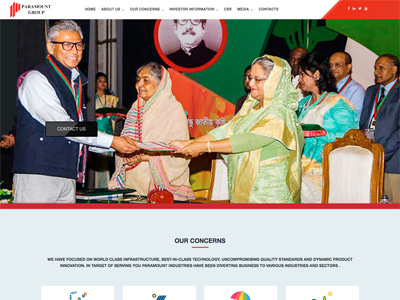 PARAMOUNT
GROUP
HOME
ABOUT US
OUR CONCERNS
INVESTOR INFORMATION
CSR
MEDIA
CONTACTS
CONTACT US
OUR CONCERNS
WE HAVE FOCUSED ON WORLD CLASS INFRASTRUCTURE, BEST-IN-CLASS TECHNOLOGY, UNCOMPROMISING QUALITY STANDARDS AND DYNAMIC PRODUCT
INNOVATION. IN TARGET OF SERVING YOU PARAMOUNT INDUSTRIES HAVE BEEN DIVERTING BUSINESS TO VARIOUS INDUSTRIES AND SECTORS .